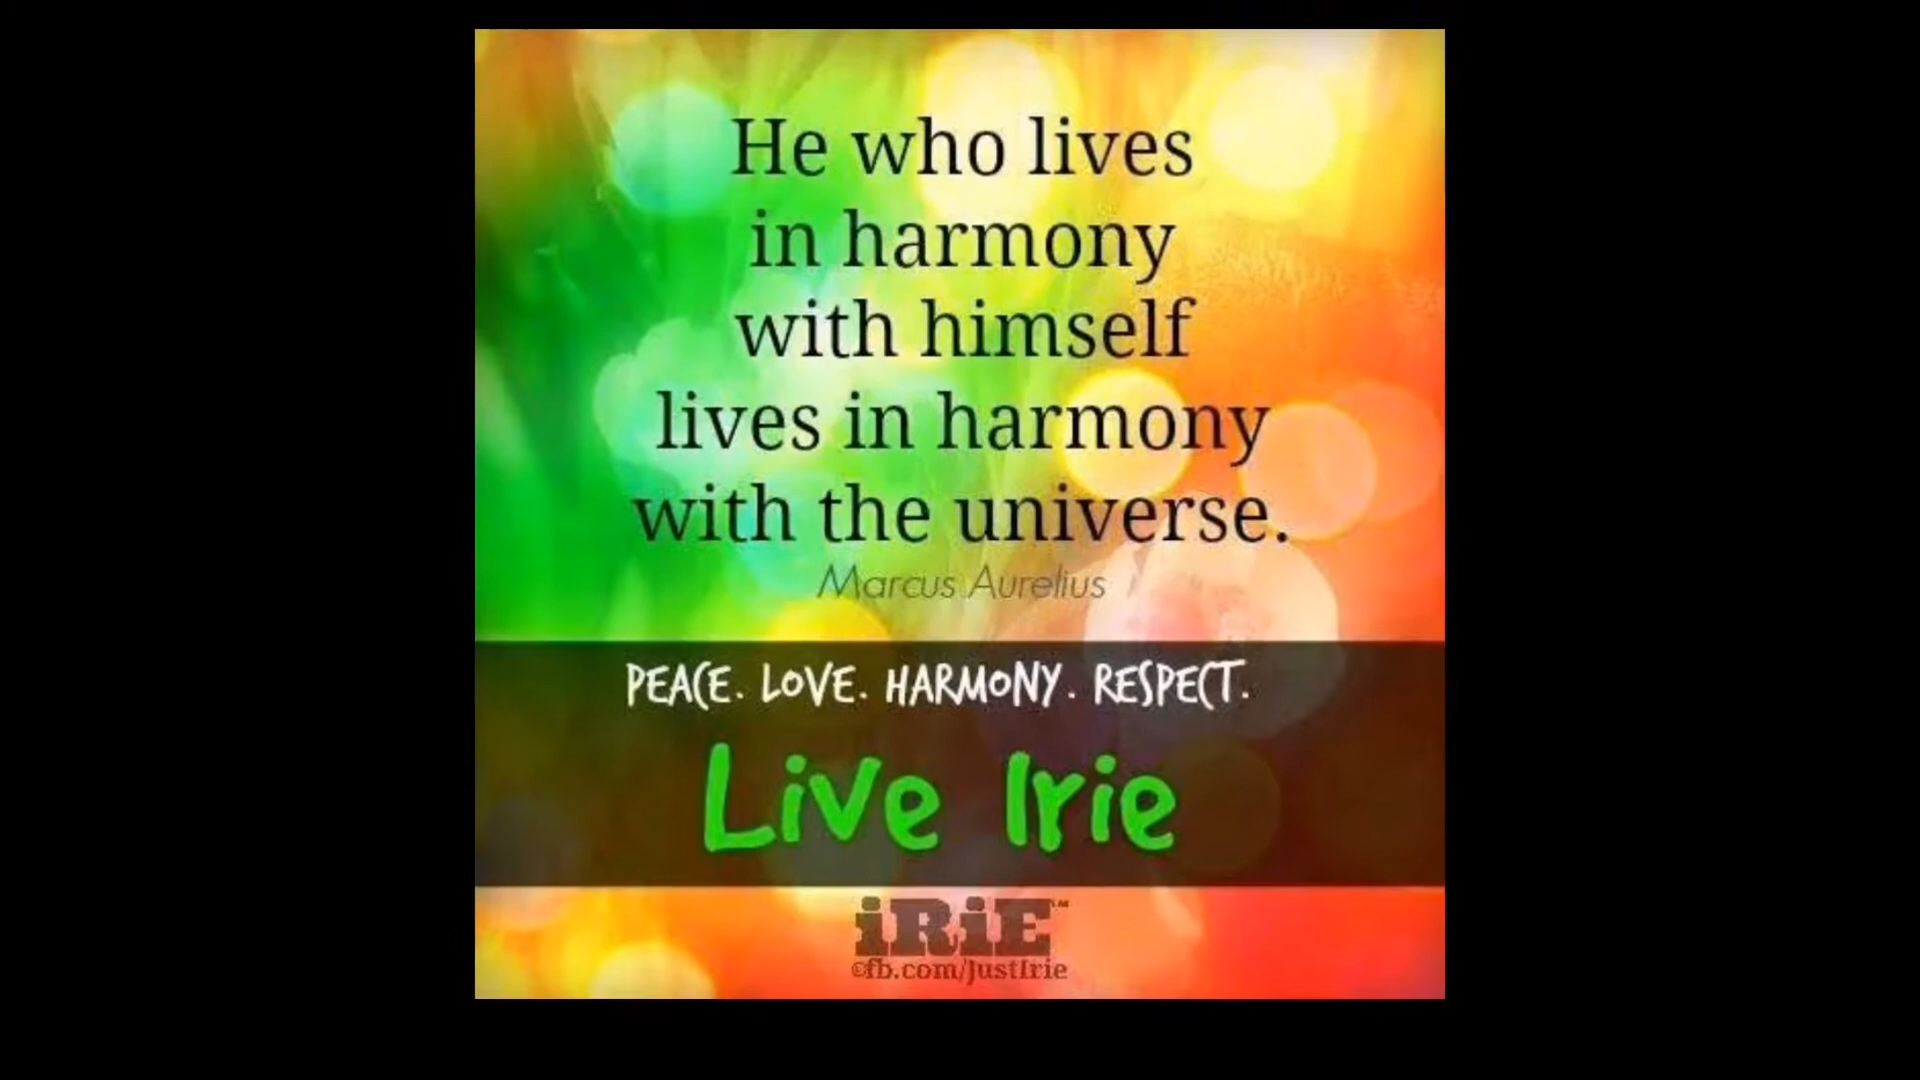 He who lives
in harmony
with himself
lives in harmony
with the universe.
Marcus Aurelius
PEACE. LOVE. HARMONY. RESPECT.
Live Irie
iRiE™
©fb.com/JustIrie